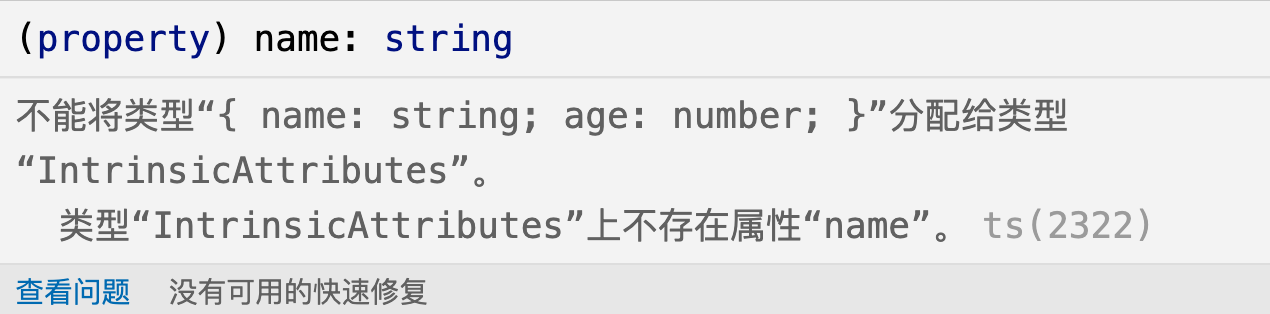 (property) name: string
不能将类型“{ name: string; age: number; }”分配给类型
“IntrinsicAttributes”。
类型“IntrinsicAttributes”上不存在属性“name”。 ts(2322)
查看问题 没有可用的快速修复